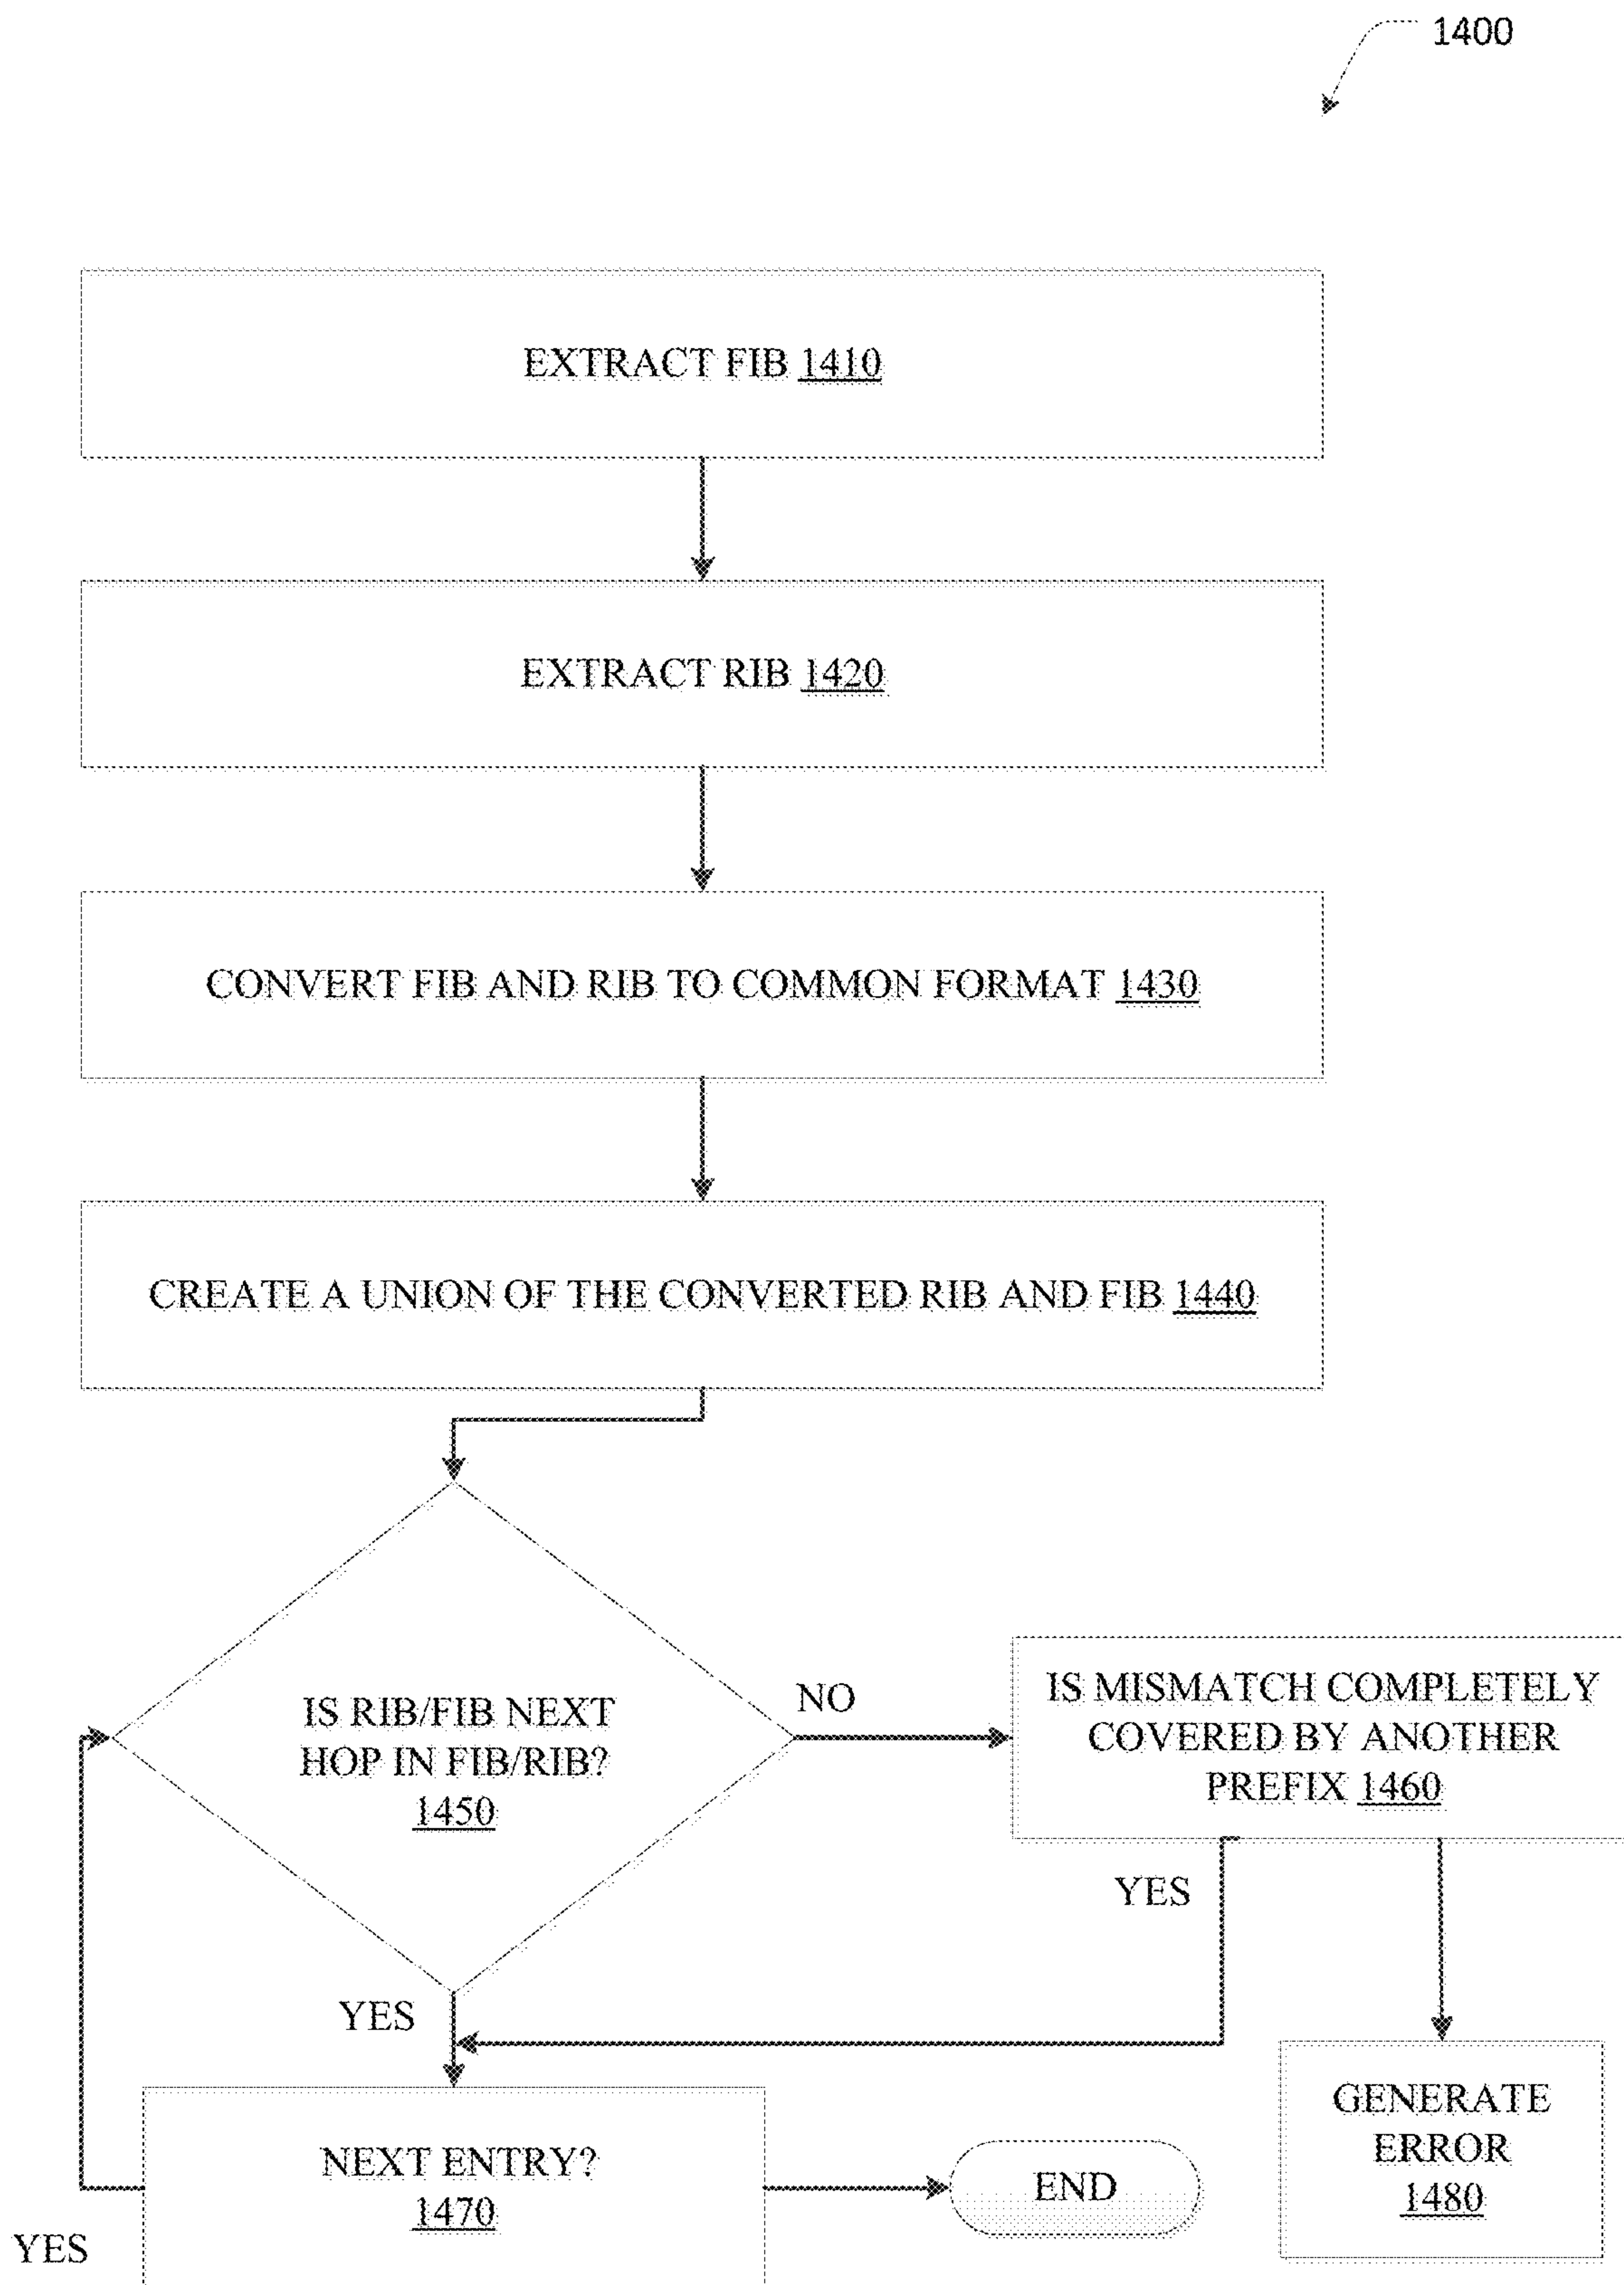 1400
EXTRACT FIB 1410
EXTRACT RIB 1420
CONVERT FIB AND RIB TO COMMON FORMAT 1430
CREATE A UNION OF THE CONVERTED RIB AND FIB 1440
IS RIB/FIB NEXT
HOP IN FIB/RIB?
1450
NO
IS MISMATCH COMPLETELY
COVERED BY ANOTHER
PREFIX 1460
YES
YES
NEXT ENTRY?
1470
YES
END
GENERATE
ERROR
1480